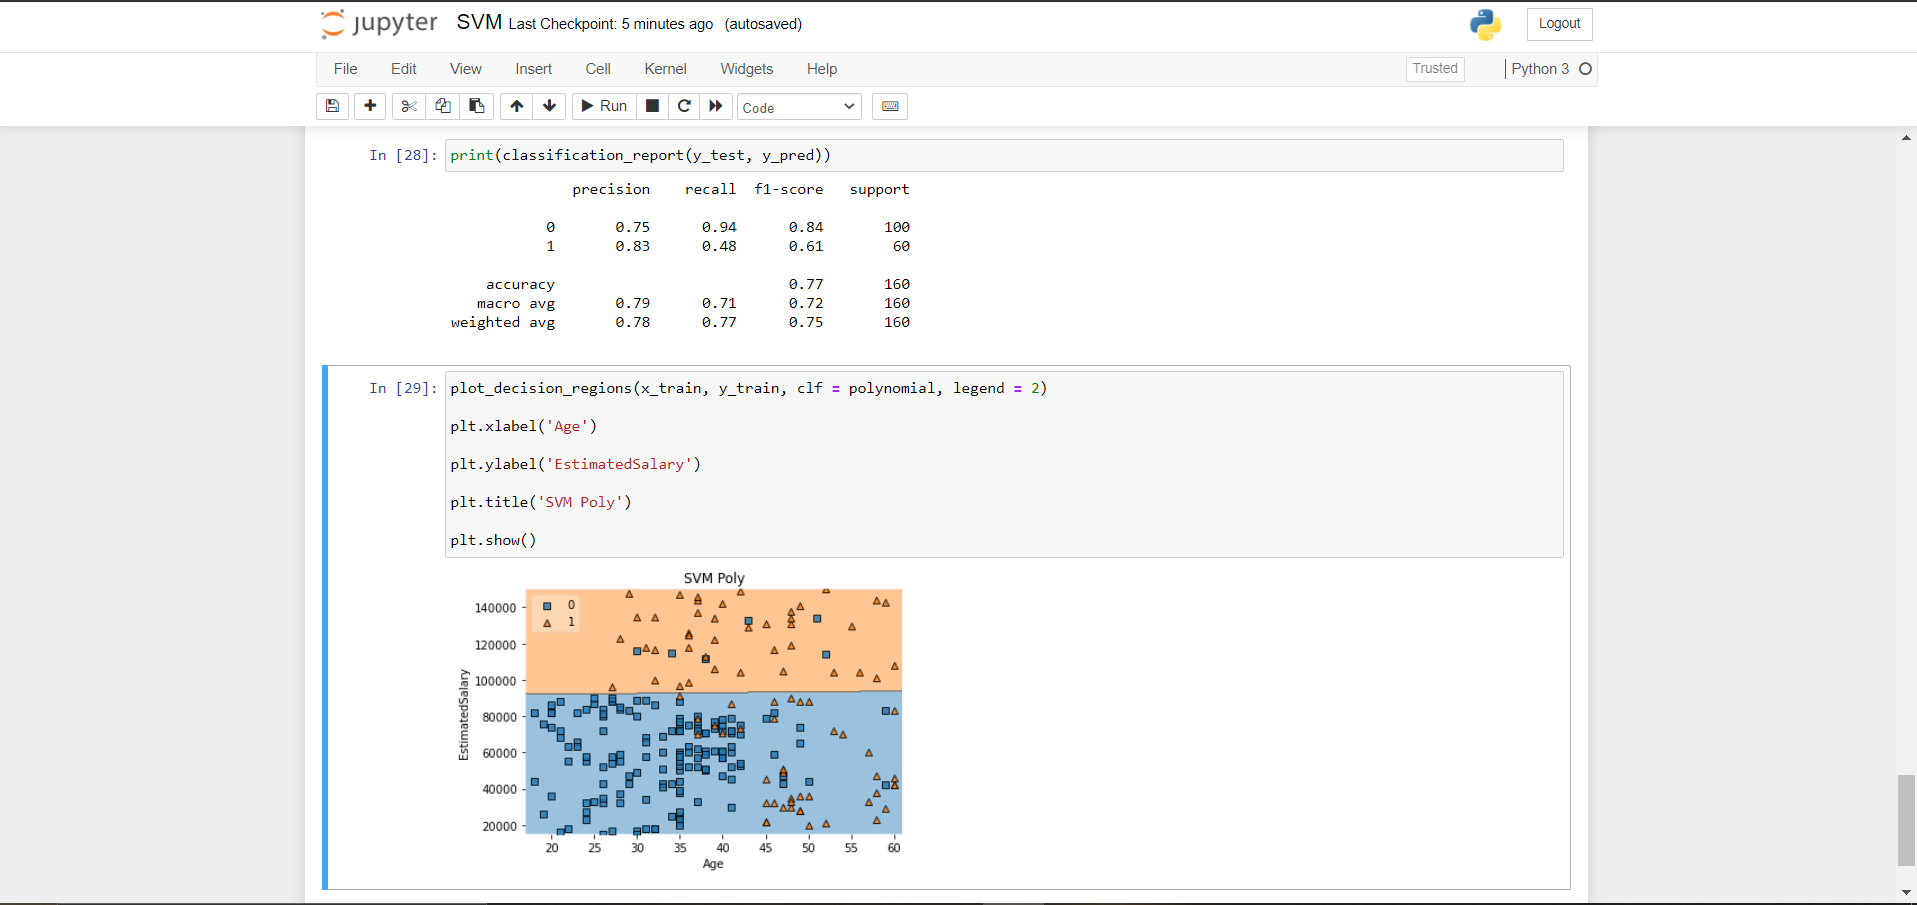 jupyter SVM Last Checkpoint: 5 minutes ago (autosaved) Logout
File Edit View Insert Cell Kernel Widgets Help Trusted Python 3
Run Code
In [28]: print(classification_report(y_test, y_pred))
precision recall f1-score support
0 0.75 0.94 0.84 100
1 0.83 0.48 0.61 60
accuracy 0.77 160
macro avg 0.79 0.71 0.72 160
weighted avg 0.78 0.77 0.75 160
In [29]: plot_decision_regions(x_train, y_train, clf = polynomial, legend = 2)
plt.xlabel('Age')
plt.ylabel('EstimatedSalary')
plt.title('SVM Poly')
plt.show()
SVM Poly
0
1
140000
120000
100000
80000
60000
40000
20000
EstimatedSalary
20 25 30 35 40 45 50 55 60
Age